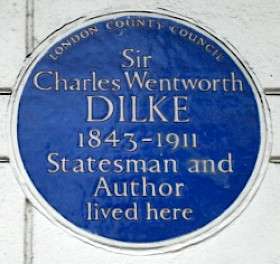 LONDON COUNTY COUNCIL
Sir
Charles Wentworth
DILKE
1843-1911
Statesman and
Author
lived here